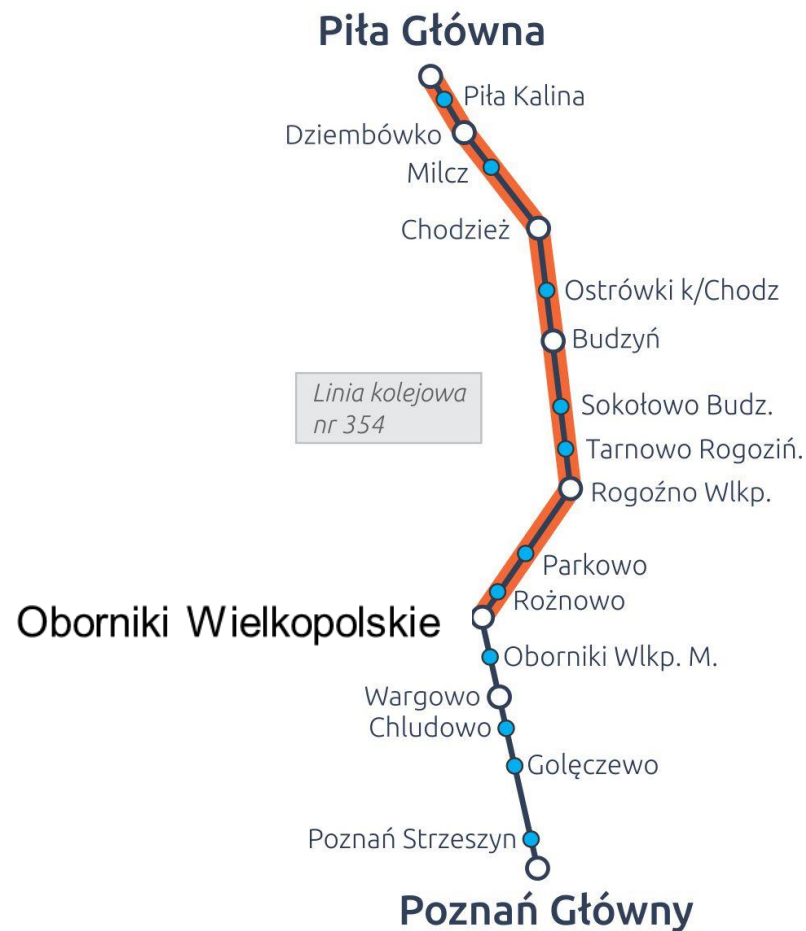 Piła Główna
Piła Kalina
Dziembówko
Milcz
Chodzież
Ostrówki k/Chodz
Budzyń
Linia kolejowa
nr 354
Sokołowo Budz.
Tarnowo Rogoziń.
Rogoźno Wlkp.
Parkowo
Rożnowo
Oborniki Wielkopolskie
Oborniki Wlkp. M.
Wargowo
Chludowo
Golęczewo
Poznań Strzeszyn
Poznań Główny